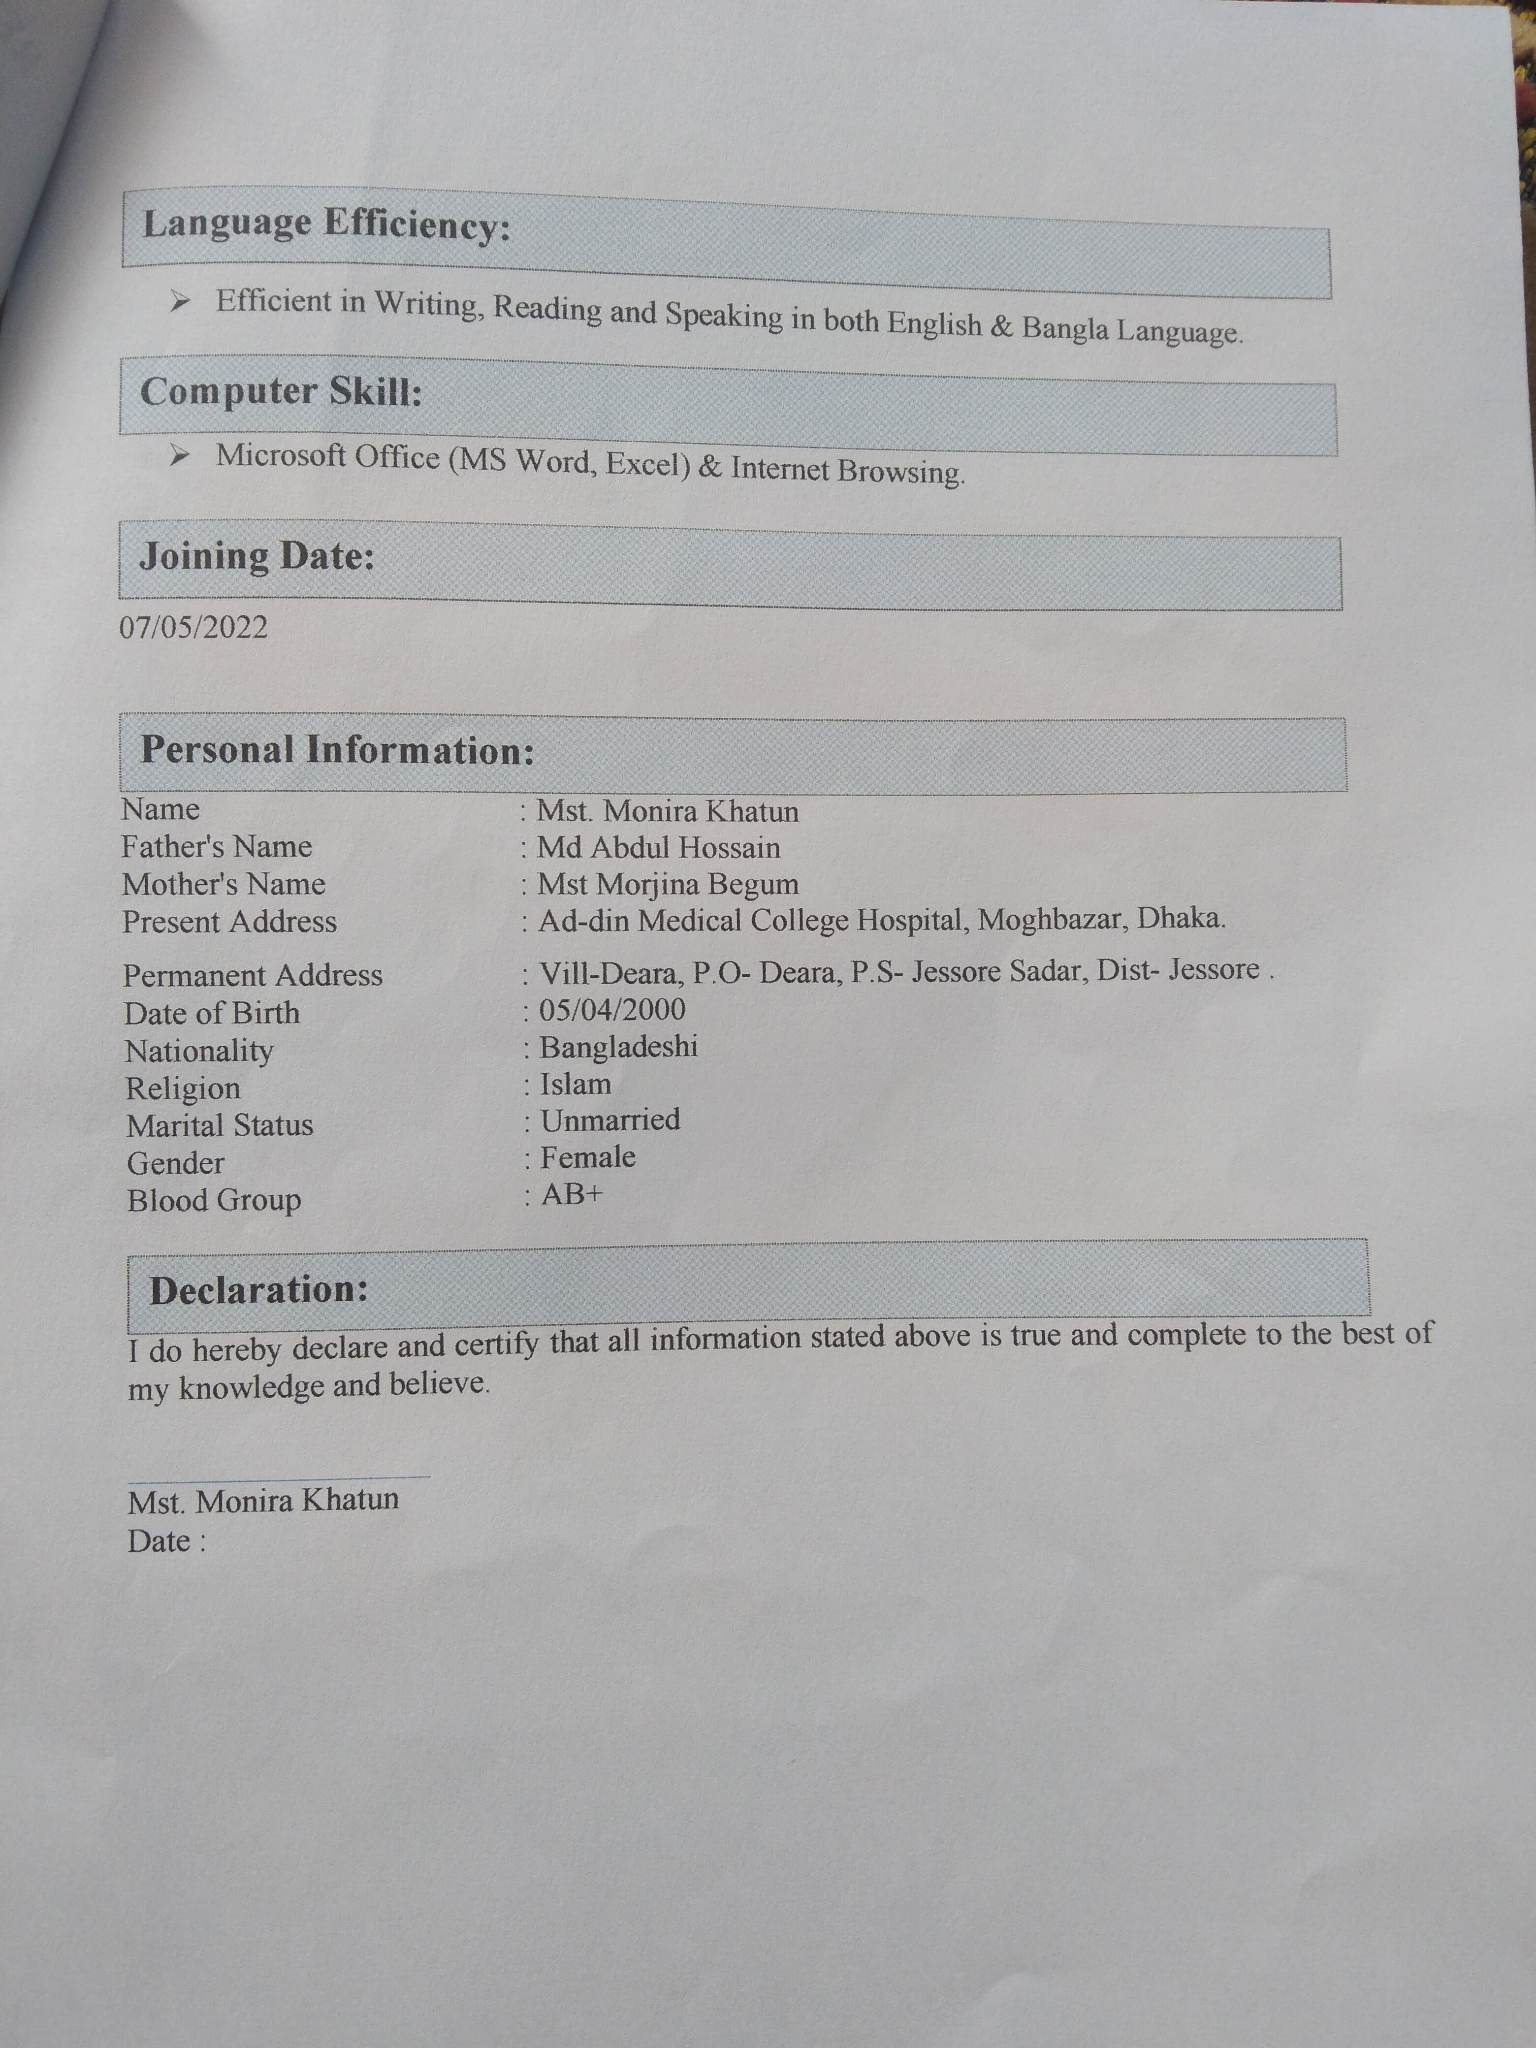 Language Efficiency:
➢ Efficient in Writing, Reading and Speaking in both English & Bangla Language.
Computer Skill:
➢ Microsoft Office (MS Word, Excel) & Internet Browsing.
Joining Date:
07/05/2022
Personal Information:
Name : Mst. Monira Khatun
Father's Name : Md Abdul Hossain
Mother's Name : Mst Morjina Begum
Present Address : Ad-din Medical College Hospital, Moghbazar, Dhaka.
Permanent Address : Vill-Deara, P.O- Deara, P.S- Jessore Sadar, Dist- Jessore .
Date of Birth : 05/04/2000
Nationality : Bangladeshi
Religion : Islam
Marital Status : Unmarried
Gender : Female
Blood Group : AB+
Declaration:
I do hereby declare and certify that all information stated above is true and complete to the best of
my knowledge and believe.
Mst. Monira Khatun
Date :